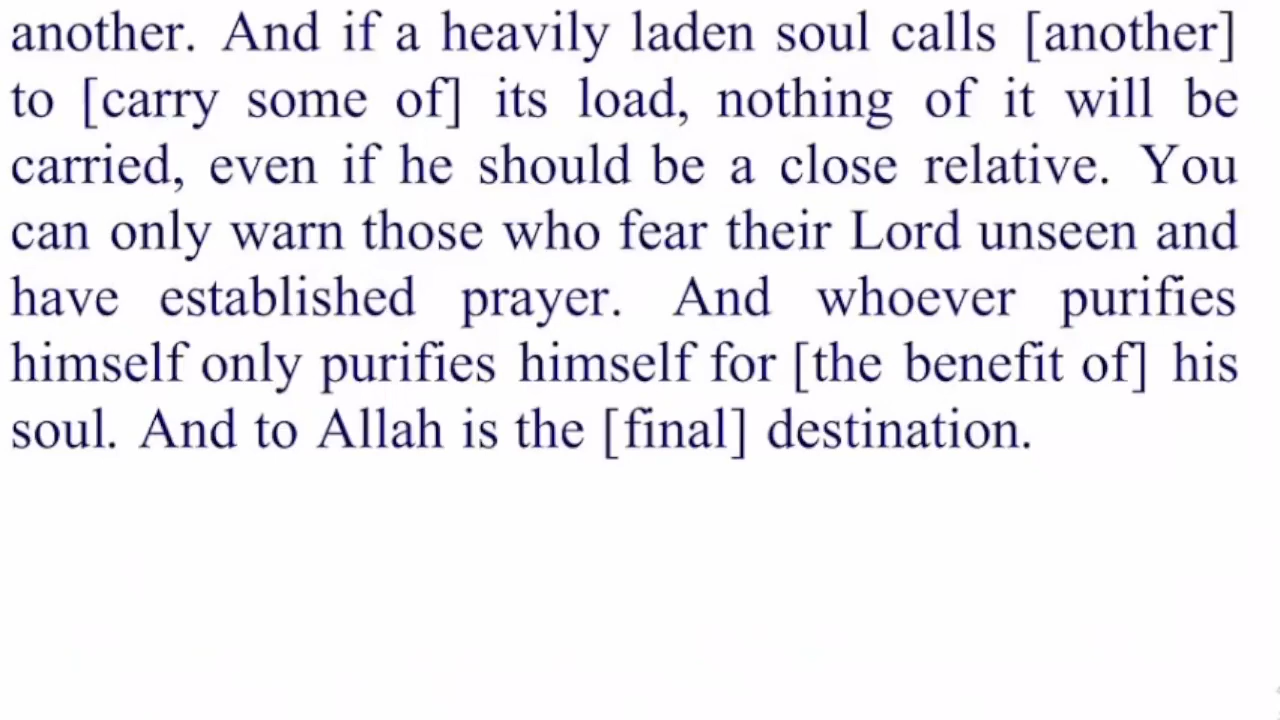 another. And if a heavily laden soul calls [another]
to [carry some of] its load, nothing of it will be
carried, even if he should be a close relative. You
can only warn those who fear their Lord unseen and
have established prayer. And whoever purifies
himself only purifies himself for [the benefit of] his
soul. And to Allah is the [final] destination.